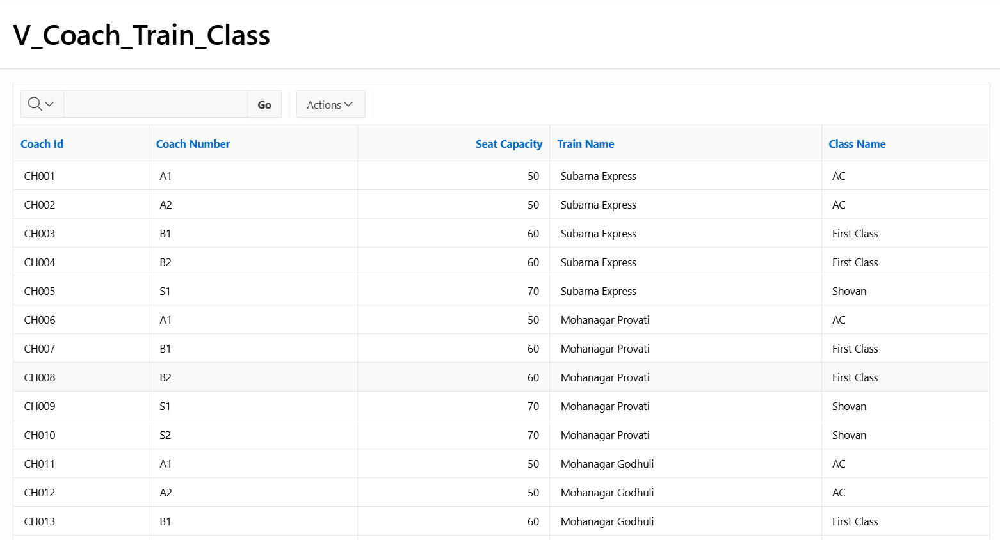 V_Coach_Train_Class
Go Actions
Coach Id Coach Number Seat Capacity Train Name Class Name
CH001 A1 50 Subarna Express AC
CH002 A2 50 Subarna Express AC
CH003 B1 60 Subarna Express First Class
CH004 B2 60 Subarna Express First Class
CH005 S1 70 Subarna Express Shovan
CH006 A1 50 Mohanagar Provati AC
CH007 B1 60 Mohanagar Provati First Class
CH008 B2 60 Mohanagar Provati First Class
CH009 S1 70 Mohanagar Provati Shovan
CH010 S2 70 Mohanagar Provati Shovan
CH011 A1 50 Mohanagar Godhuli AC
CH012 A2 50 Mohanagar Godhuli AC
CH013 B1 60 Mohanagar Godhuli First Class